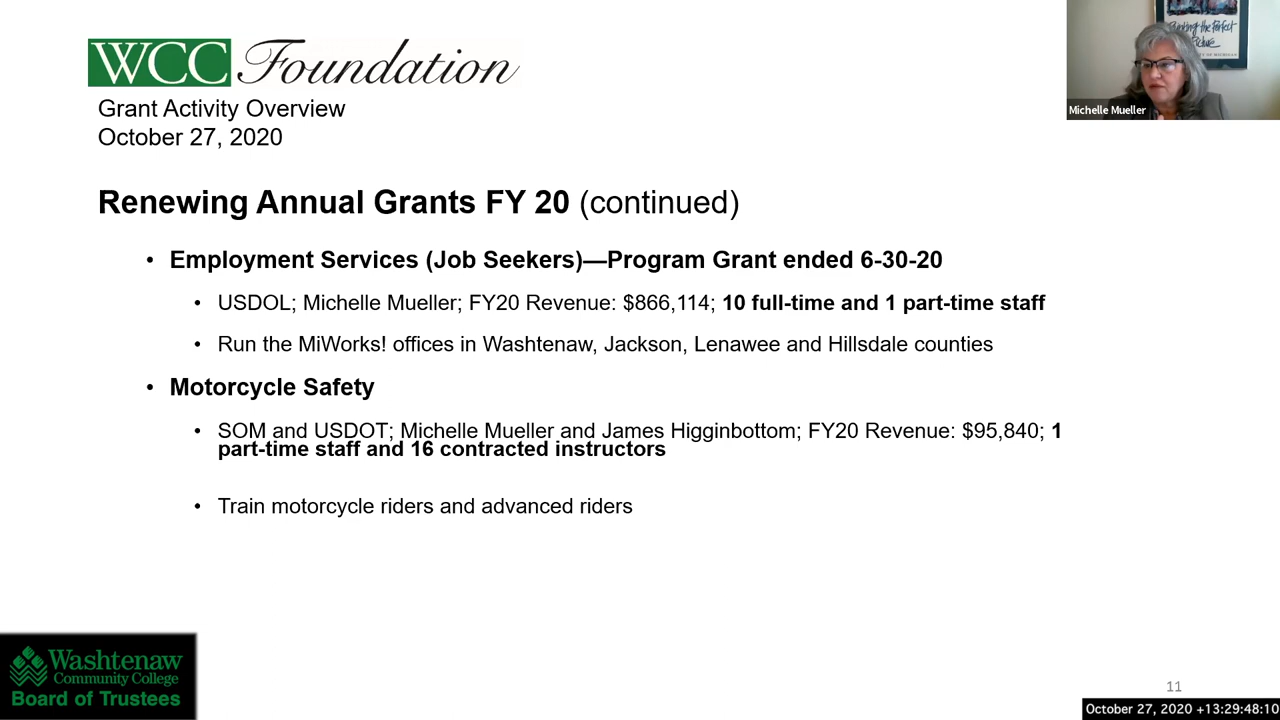 WCC Foundation
Grant Activity Overview
October 27, 2020
Michelle Mueller
Renewing Annual Grants FY 20 (continued)
• Employment Services (Job Seekers)—Program Grant ended 6-30-20
• USDOL; Michelle Mueller; FY20 Revenue: $866,114; 10 full-time and 1 part-time staff
• Run the MiWorks! offices in Washtenaw, Jackson, Lenawee and Hillsdale counties
• Motorcycle Safety
• SOM and USDOT; Michelle Mueller and James Higginbottom; FY20 Revenue: $95,840; 1
part-time staff and 16 contracted instructors
• Train motorcycle riders and advanced riders
Washtenaw
Community College
Board of Trustees
11
October 27, 2020 +13:29:48:10